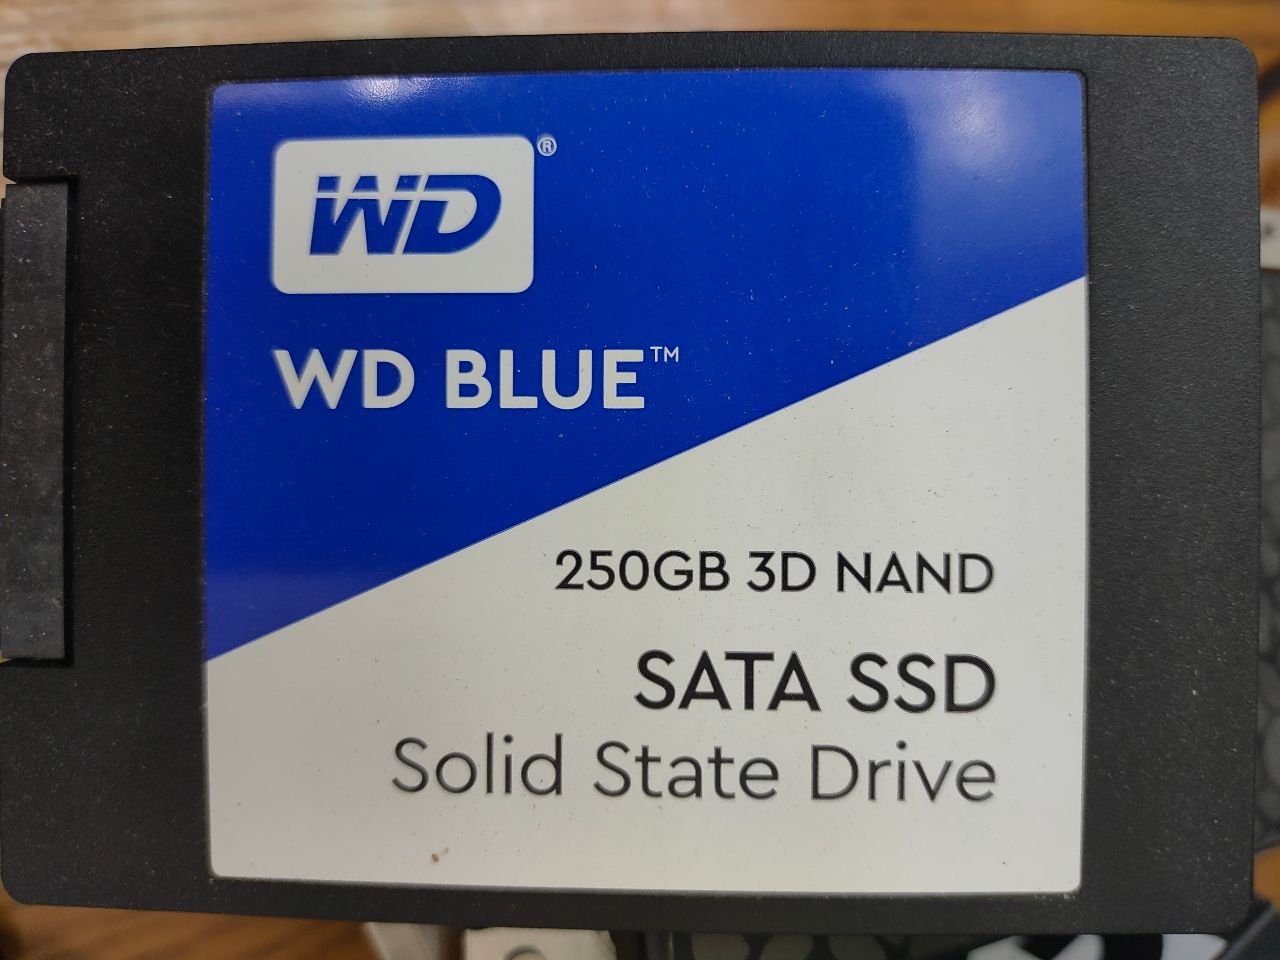 WD®
WD BLUE™
250GB 3D NAND
SATA SSD
Solid State Drive